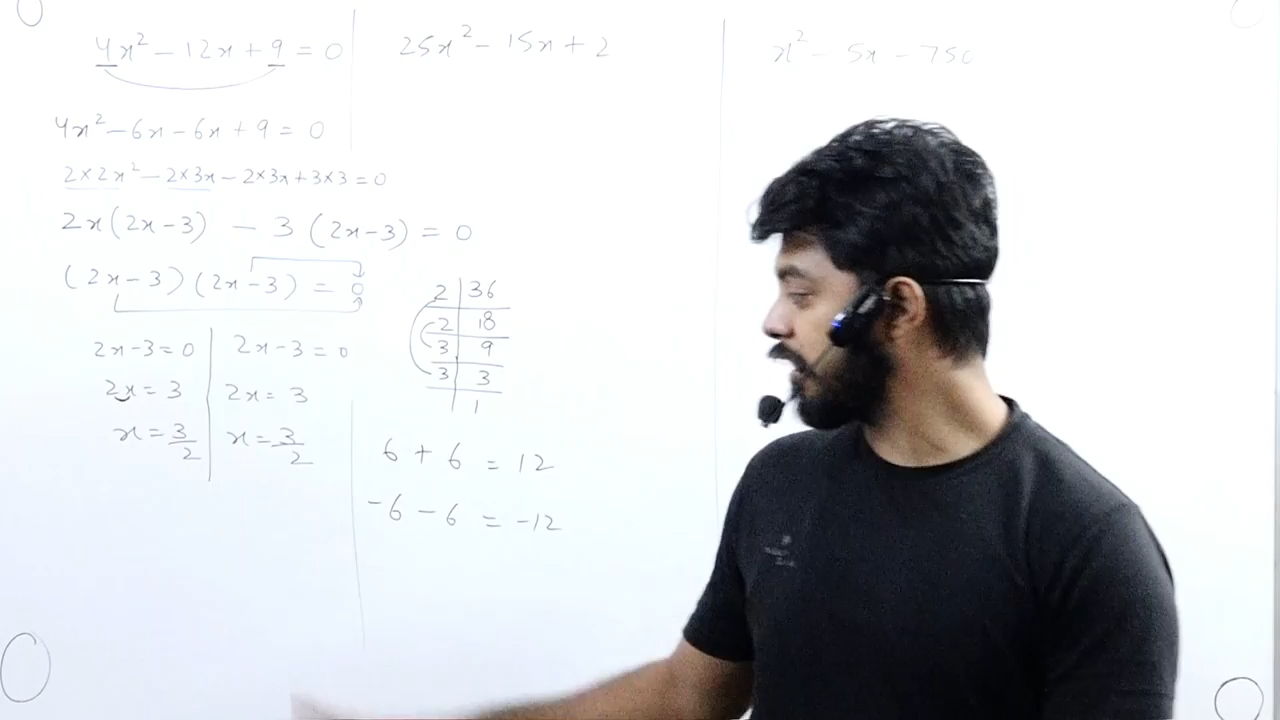 4x² – 12x + 9 = 0
4x² – 6x – 6x + 9 = 0
2×2x² – 2×3x – 2×3x + 3×3 = 0
2x(2x–3) – 3(2x–3) = 0
(2x–3)(2x–3) = 0
2x–3=0
2x = 3
x = 3/2
2x–3=0
2x = 3
x = 3/2
25x² – 15x + 2
2 | 36
2 | 18
3 | 9
3 | 3
| 1
6 + 6 = 12
-6 – 6 = -12
x² – 5x – 750